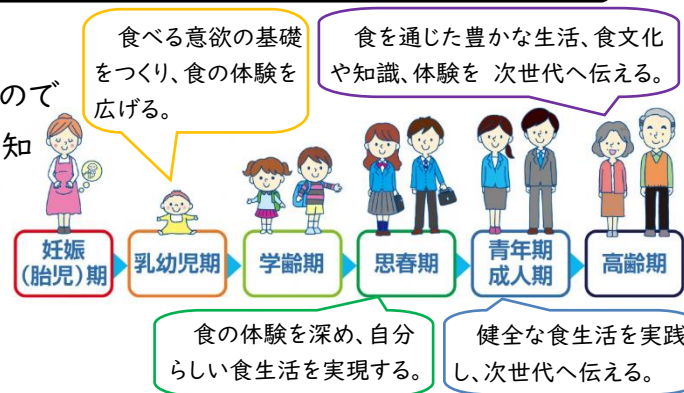 食べる意欲の基礎
をつくり、食の体験を
広げる。
食を通じた豊かな生活、食文化
や知識、体験を 次世代へ伝える。
ので
知
妊娠
(胎児)期
乳幼児期
学齢期
思春期
青年期
成人期
高齢期
食の体験を深め、自分
らしい食生活を実現する。
健全な食生活を実践
し、次世代へ伝える。